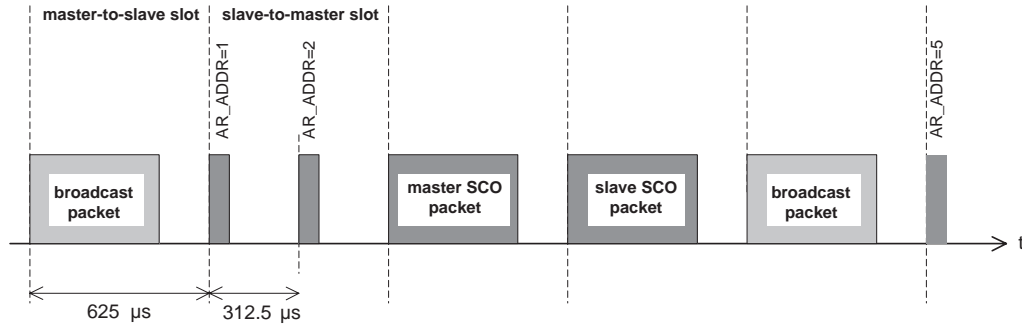 master-to-slave slot
slave-to-master slot
AR_ADDR=1
AR_ADDR=2
AR_ADDR=5
broadcast
packet
master SCO
packet
slave SCO
packet
broadcast
packet
t
625 µs
312.5 µs